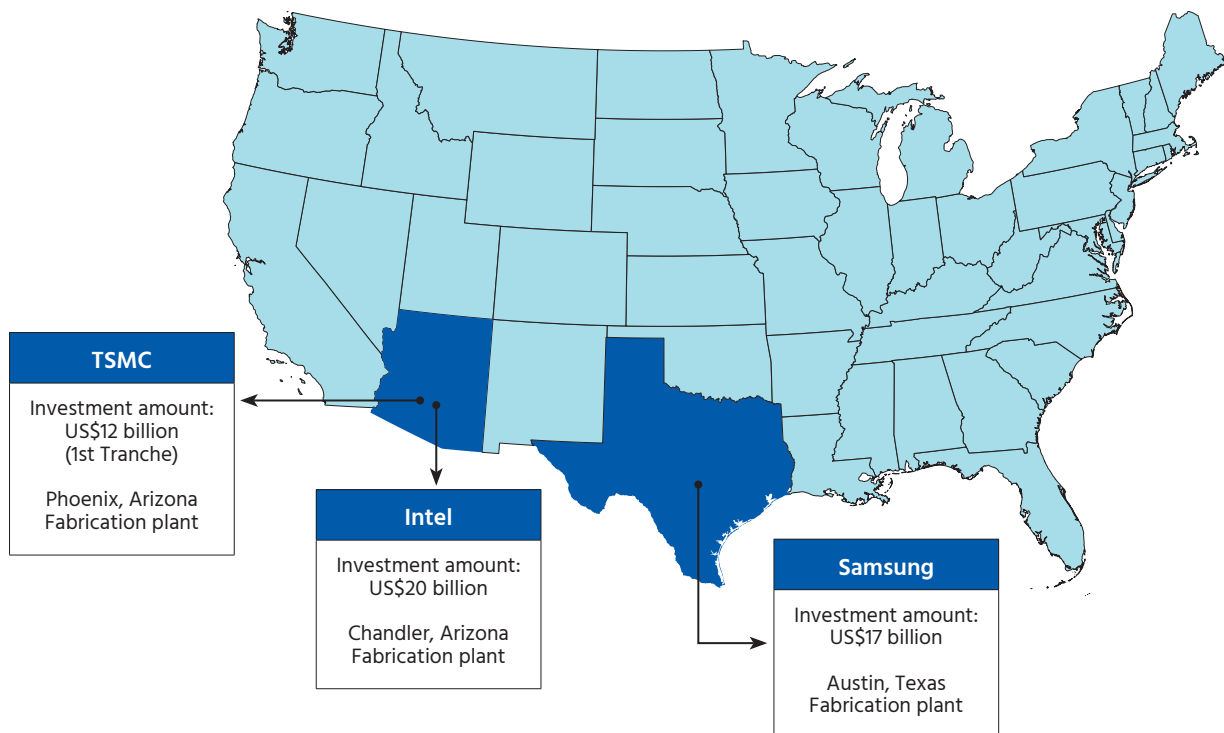 TSMC
Investment amount:
US$12 billion
(1st Tranche)
Phoenix, Arizona
Fabrication plant
Intel
Investment amount:
US$20 billion
Chandler, Arizona
Fabrication plant
Samsung
Investment amount:
US$17 billion
Austin, Texas
Fabrication plant